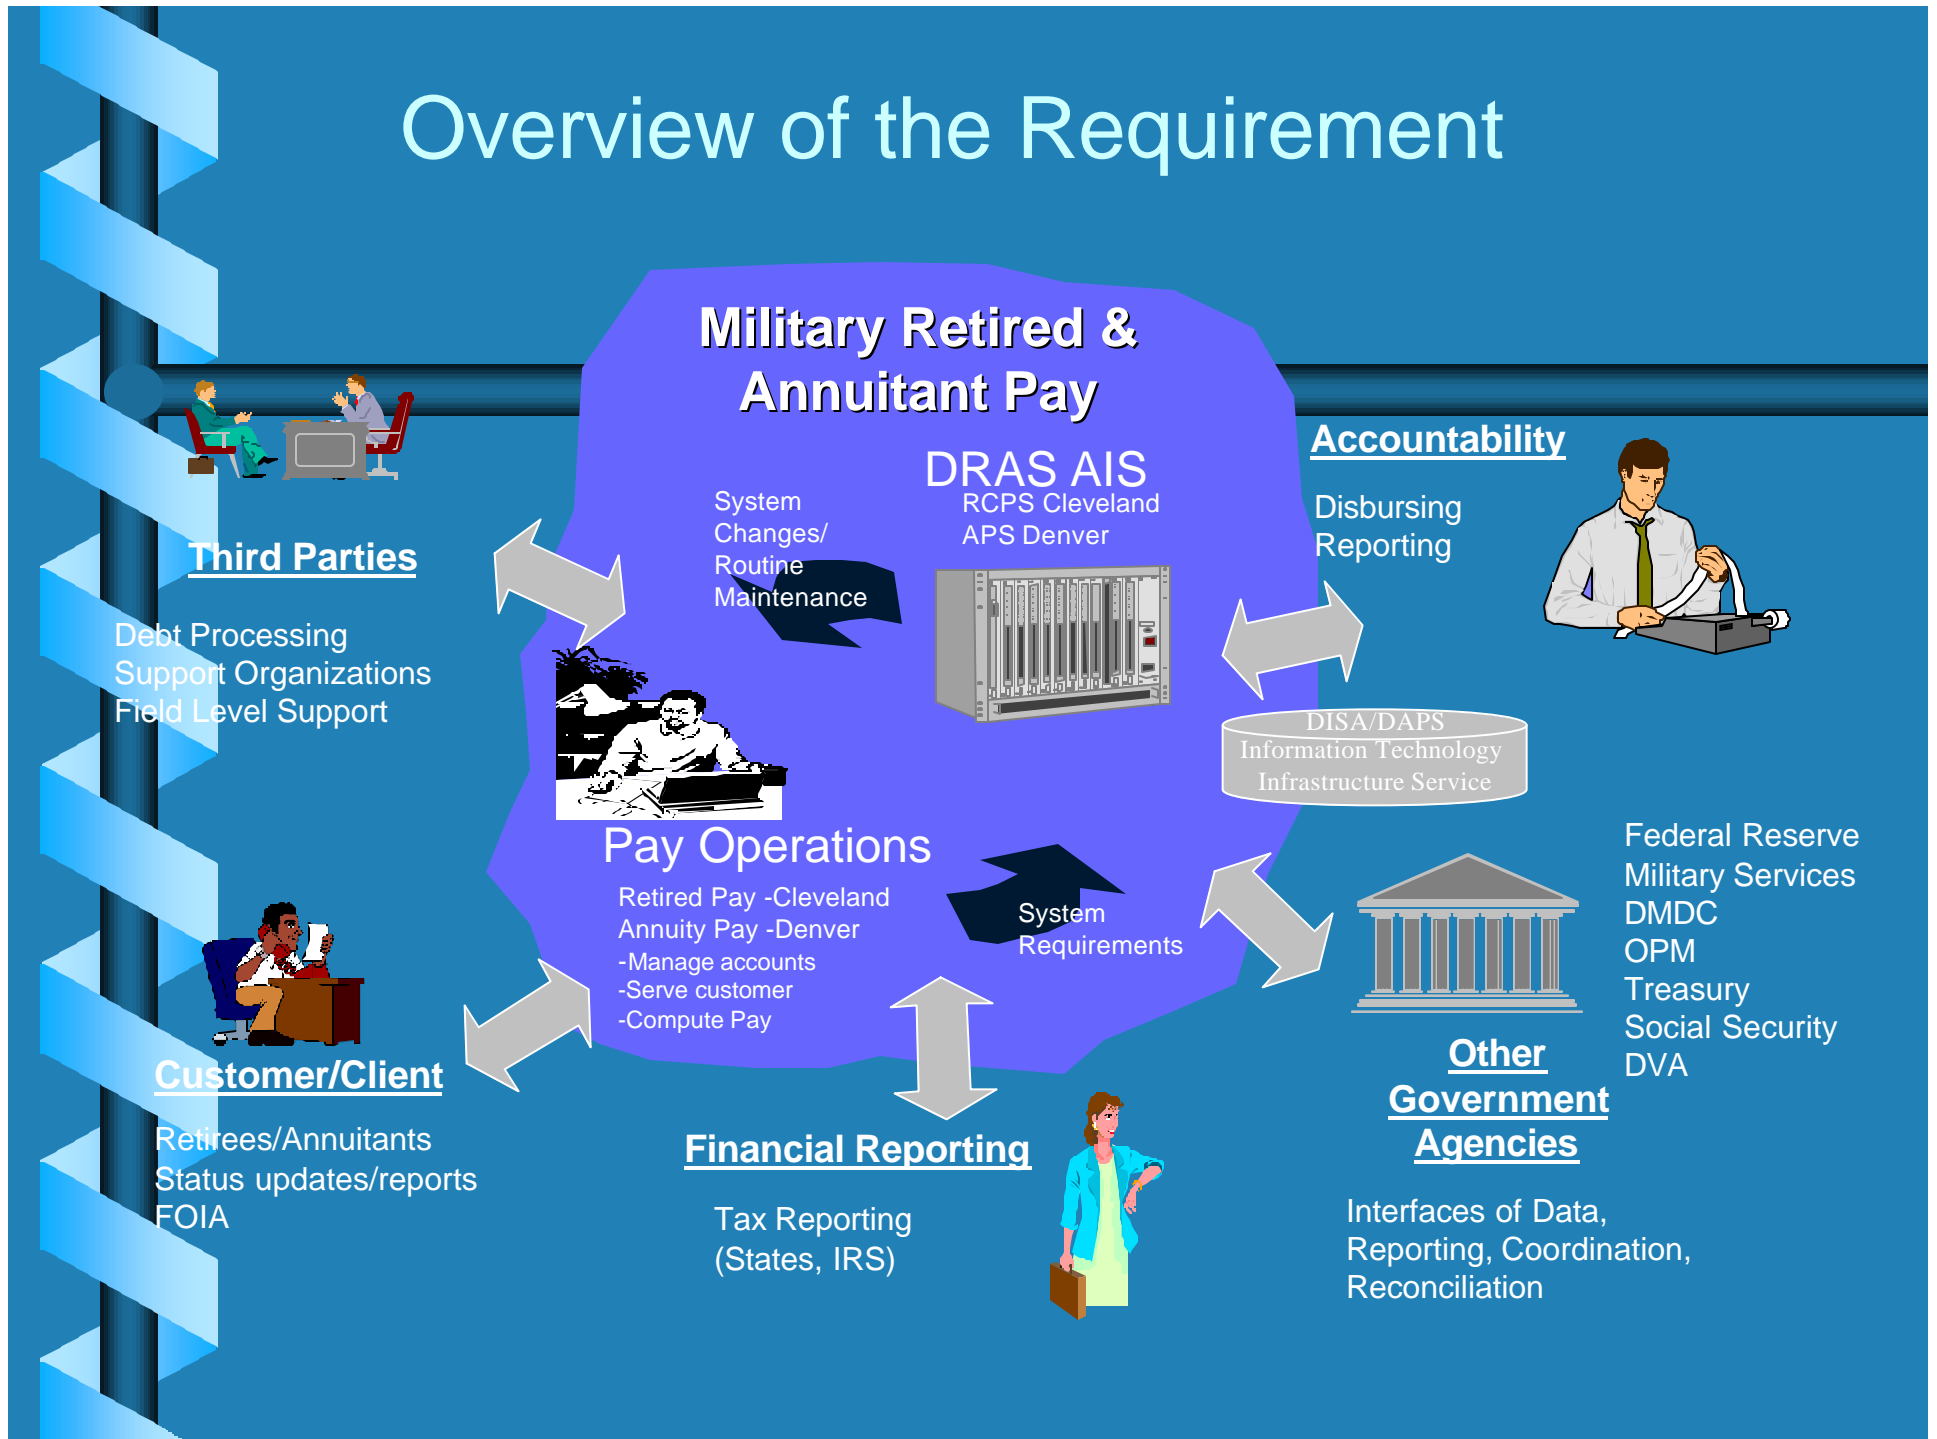 Overview of the Requirement
Military Retired &
Annuitant Pay
DRAS AIS
RCPS Cleveland
APS Denver
System
Changes/
Routine
Maintenance
Accountability
Disbursing
Reporting
Third Parties
Debt Processing
Support Organizations
Field Level Support
DISA/DAPS
Information Technology
Infrastructure Service
Pay Operations
Retired Pay -Cleveland
Annuity Pay -Denver
-Manage accounts
-Serve customer
-Compute Pay
System
Requirements
Federal Reserve
Military Services
DMDC
OPM
Treasury
Social Security
DVA
Other
Government
Agencies
Interfaces of Data,
Reporting, Coordination,
Reconciliation
Customer/Client
Retirees/Annuitants
Status updates/reports
FOIA
Financial Reporting
Tax Reporting
(States, IRS)